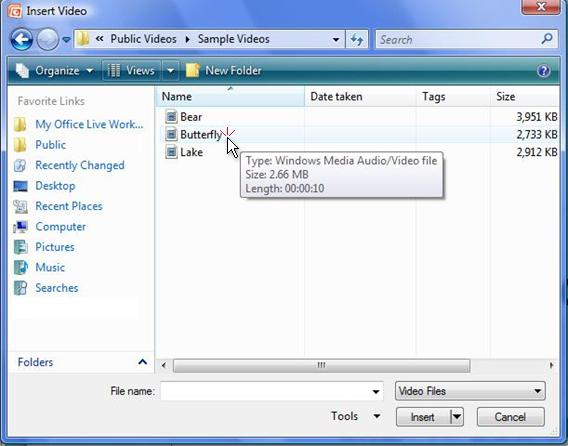 Insert Video
« Public Videos ▸ Sample Videos Search
Organize Views New Folder ?
Favorite Links
My Office Live Work...
Public
Recently Changed
Desktop
Recent Places
Computer
Pictures
Music
Searches
Folders
Name Date taken Tags Size
Bear 3,951 KB
Butterfly 2,733 KB
Lake 2,912 KB
Type: Windows Media Audio/Video file
Size: 2.66 MB
Length: 00:00:10
File name: Video Files
Tools Insert Cancel